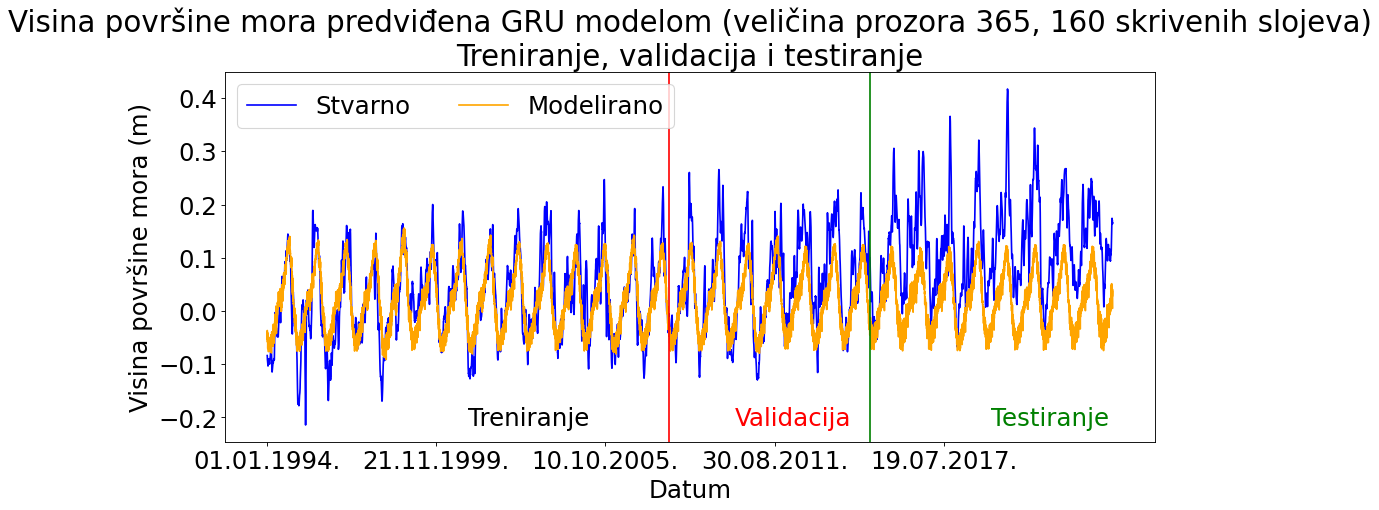 Visina površine mora predviđena GRU modelom (veličina prozora 365, 160 skrivenih slojeva)
Treniranje, validacija i testiranje
Stvarno
Modelirano
Visina površine mora (m)
0.4
0.3
0.2
0.1
0.0
−0.1
−0.2
Treniranje
Validacija
Testiranje
01.01.1994.
21.11.1999.
10.10.2005.
30.08.2011.
19.07.2017.
Datum